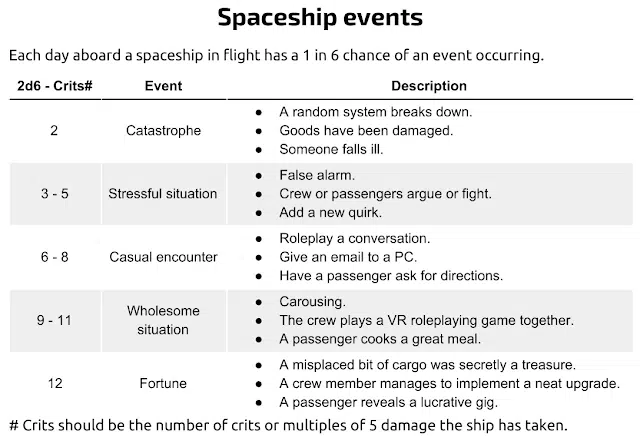 Spaceship events
Each day aboard a spaceship in flight has a 1 in 6 chance of an event occurring.
2d6 - Crits# Event Description
2 Catastrophe
● A random system breaks down.
● Goods have been damaged.
● Someone falls ill.
3 - 5 Stressful situation
● False alarm.
● Crew or passengers argue or fight.
● Add a new quirk.
6 - 8 Casual encounter
● Roleplay a conversation.
● Give an email to a PC.
● Have a passenger ask for directions.
9 - 11 Wholesome
situation
● Carousing.
● The crew plays a VR roleplaying game together.
● A passenger cooks a great meal.
12 Fortune
● A misplaced bit of cargo was secretly a treasure.
● A crew member manages to implement a neat upgrade.
● A passenger reveals a lucrative gig.
# Crits should be the number of crits or multiples of 5 damage the ship has taken.